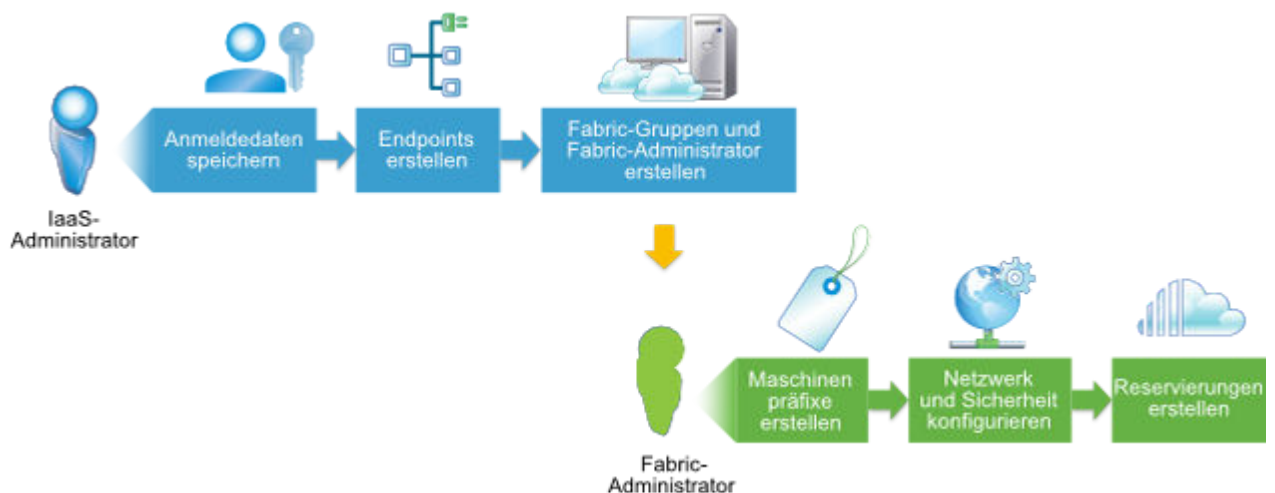 Anmeldedaten
speichern
Endpoints
erstellen
Fabric-Gruppen und
Fabric-Administrator
erstellen
IaaS-
Administrator
Maschinen
präfixe
erstellen
Netzwerk
und Sicherheit
konfigurieren
Reservierungen
erstellen
Fabric-
Administrator